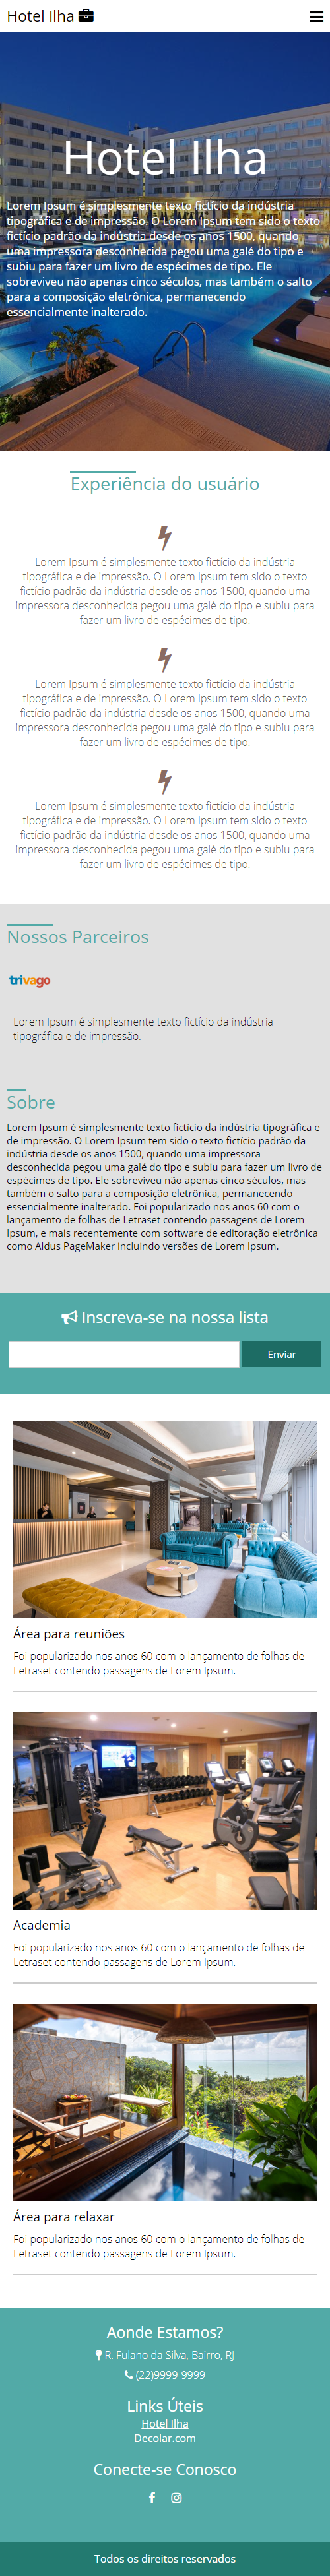 Hotel Ilha
Hotel Ilha
Lorem Ipsum é simplesmente texto fictício da indústria
tipográfica e de impressão. O Lorem Ipsum tem sido o texto
fictício padrão da indústria desde os anos 1500, quando
uma impressora desconhecida pegou uma galé do tipo e
subiu para fazer um livro de espécimes de tipo. Ele
sobreviveu não apenas cinco séculos, mas também o salto
para a composição eletrônica, permanecendo
essencialmente inalterado.
Experiência do usuário
Lorem Ipsum é simplesmente texto fictício da indústria
tipográfica e de impressão. O Lorem Ipsum tem sido o texto
fictício padrão da indústria desde os anos 1500, quando uma
impressora desconhecida pegou uma galé do tipo e subiu para
fazer um livro de espécimes de tipo.
Lorem Ipsum é simplesmente texto fictício da indústria
tipográfica e de impressão. O Lorem Ipsum tem sido o texto
fictício padrão da indústria desde os anos 1500, quando uma
impressora desconhecida pegou uma galé do tipo e subiu para
fazer um livro de espécimes de tipo.
Lorem Ipsum é simplesmente texto fictício da indústria
tipográfica e de impressão. O Lorem Ipsum tem sido o texto
fictício padrão da indústria desde os anos 1500, quando uma
impressora desconhecida pegou uma galé do tipo e subiu para
fazer um livro de espécimes de tipo.
Nossos Parceiros
trivago
Lorem Ipsum é simplesmente texto fictício da indústria
tipográfica e de impressão.
Sobre
Lorem Ipsum é simplesmente texto fictício da indústria tipográfica e
de impressão. O Lorem Ipsum tem sido o texto fictício padrão da
indústria desde os anos 1500, quando uma impressora
desconhecida pegou uma galé do tipo e subiu para fazer um livro de
espécimes de tipo. Ele sobreviveu não apenas cinco séculos, mas
também o salto para a composição eletrônica, permanecendo
essencialmente inalterado. Foi popularizado nos anos 60 com o
lançamento de folhas de Letraset contendo passagens de Lorem
Ipsum, e mais recentemente com software de editoração eletrônica
como Aldus PageMaker incluindo versões de Lorem Ipsum.
Inscreva-se na nossa lista
Enviar
Área para reuniões
Foi popularizado nos anos 60 com o lançamento de folhas de
Letraset contendo passagens de Lorem Ipsum.
Academia
Foi popularizado nos anos 60 com o lançamento de folhas de
Letraset contendo passagens de Lorem Ipsum.
Área para relaxar
Foi popularizado nos anos 60 com o lançamento de folhas de
Letraset contendo passagens de Lorem Ipsum.
Aonde Estamos?
R. Fulano da Silva, Bairro, RJ
(22)9999-9999
Links Úteis
Hotel Ilha
Decolar.com
Conecte-se Conosco
Todos os direitos reservados